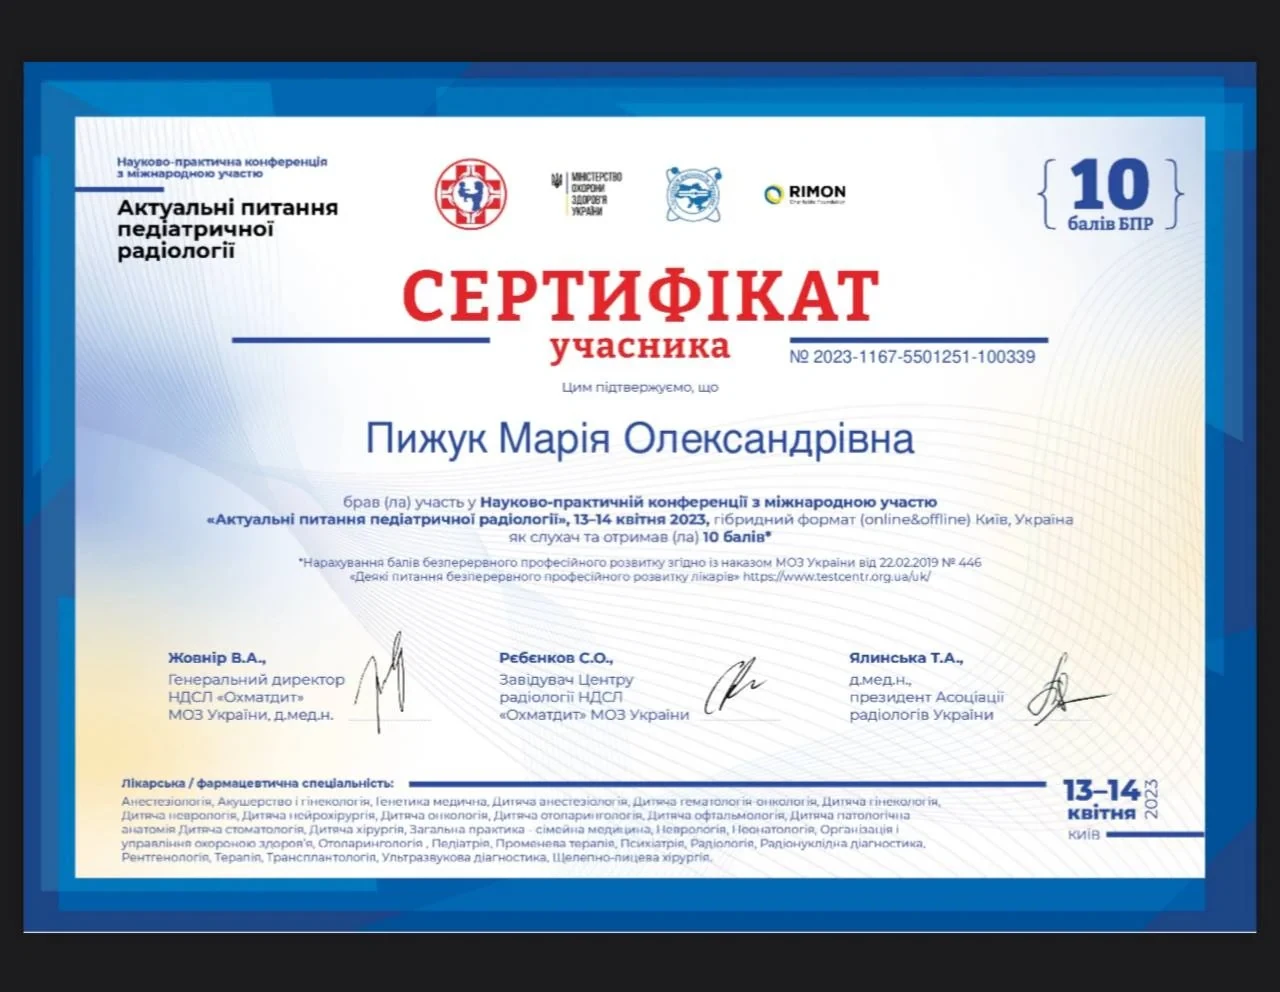 Науково-практична конференція
з міжнародною участю
Актуальні питання
педіатричної
радіології
МІНІСТЕРСТВО
ОХОРОНИ
ЗДОРОВ'Я
УКРАЇНИ
RIMON
Charitable Foundation
10
балів БПР
СЕРТИФІКАТ
учасника
№ 2023-1167-5501251-100339
Цим підтвержуємо, що
Пижук Марія Олександрівна
брав (ла) участь у Науково-практичній конференції з міжнародною участю
«Актуальні питання педіатричної радіології», 13–14 квітня 2023, гібридний формат (online&offline) Київ, Україна
як слухач та отримав (ла) 10 балів*
*Нарахування балів безперервного професійного розвитку згідно із наказом МОЗ України від 22.02.2019 № 446
«Деякі питання безперервного професійного розвитку лікарів» https://www.testcentr.org.ua/uk/
Жовнір В.А.,
Генеральний директор
НДСЛ «Охматдит»
МОЗ України, д.мед.н.
Рєбєнков С.О.,
Завідувач Центру
радіології НДСЛ
«Охматдит» МОЗ України
Ялинська Т.А.,
д.мед.н.,
президент Асоціації
радіологів України
Лікарська / фармацевтична спеціальність:
Анестезіологія, Акушерство і гінекологія, Генетика медична, Дитяча анестезіологія, Дитяча гематологія-онкологія, Дитяча гінекологія,
Дитяча неврологія, Дитяча нейрохірургія, Дитяча онкологія, Дитяча отоларингологія, Дитяча офтальмологія, Дитяча патологічна
анатомія Дитяча стоматологія, Дитяча хірургія, Загальна практика - сімейна медицина, Неврологія, Неонатологія, Організація і
управління охороною здоров'я, Отоларингологія , Педіатрія, Променева терапія, Психіатрія, Радіологія, Радіонуклідна діагностика,
Рентгенологія, Терапія, Трансплантологія, Ультразвукова діагностика, Щелепно-лицева хірургія.
13–14
квітня
2023
КИЇВ